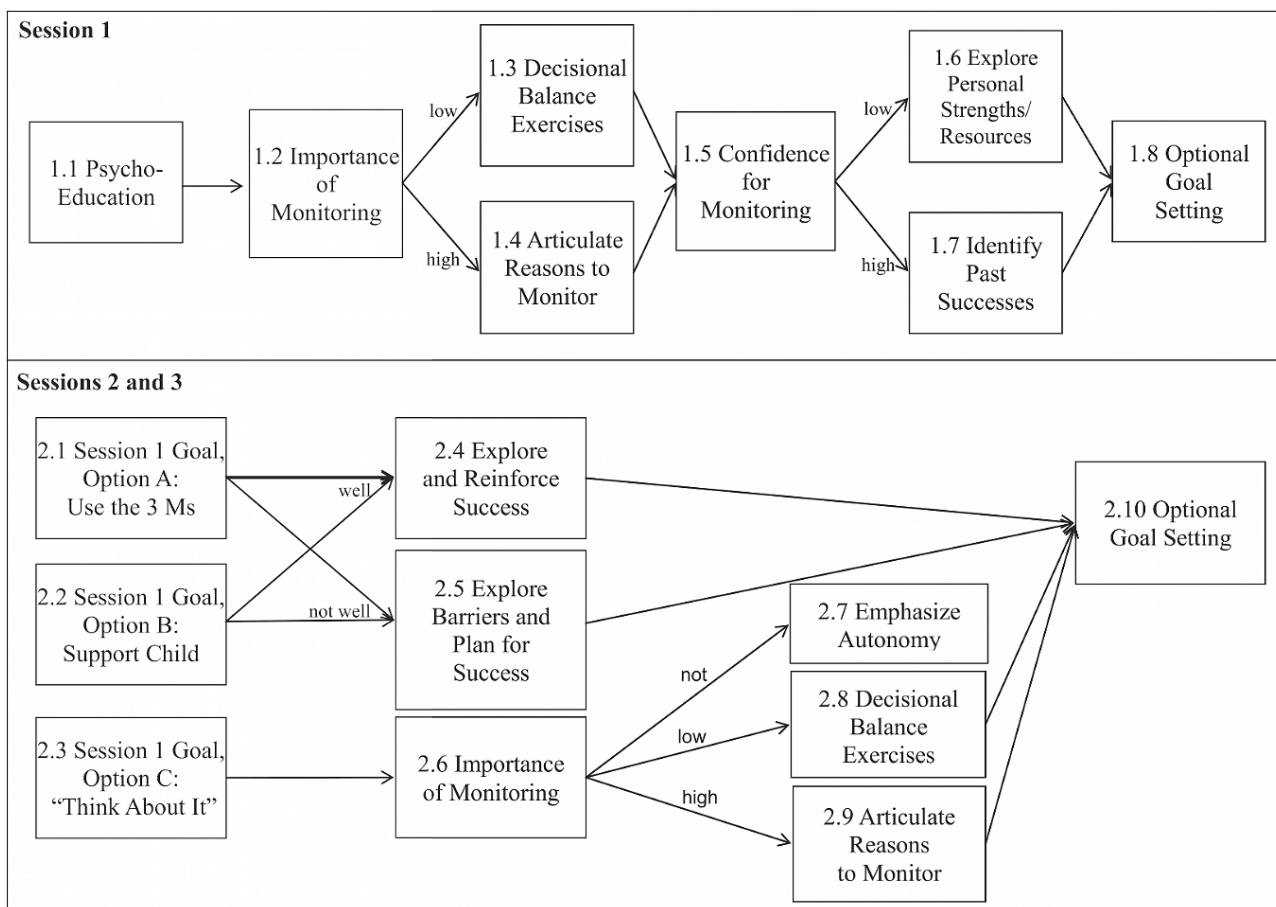 Session 1
1.1 Psycho-
Education
1.2 Importance
of
Monitoring
low
high
1.3 Decisional
Balance
Exercises
1.4 Articulate
Reasons to
Monitor
1.5 Confidence
for
Monitoring
low
high
1.6 Explore
Personal
Strengths/
Resources
1.7 Identify
Past
Successes
1.8 Optional
Goal
Setting
Sessions 2 and 3
2.1 Session 1 Goal,
Option A:
Use the 3 Ms
2.2 Session 1 Goal,
Option B:
Support Child
2.3 Session 1 Goal,
Option C:
“Think About It”
well
not well
2.4 Explore
and Reinforce
Success
2.5 Explore
Barriers and
Plan for
Success
2.6 Importance
of Monitoring
not
low
high
2.7 Emphasize
Autonomy
2.8 Decisional
Balance
Exercises
2.9 Articulate
Reasons
to Monitor
2.10 Optional
Goal Setting